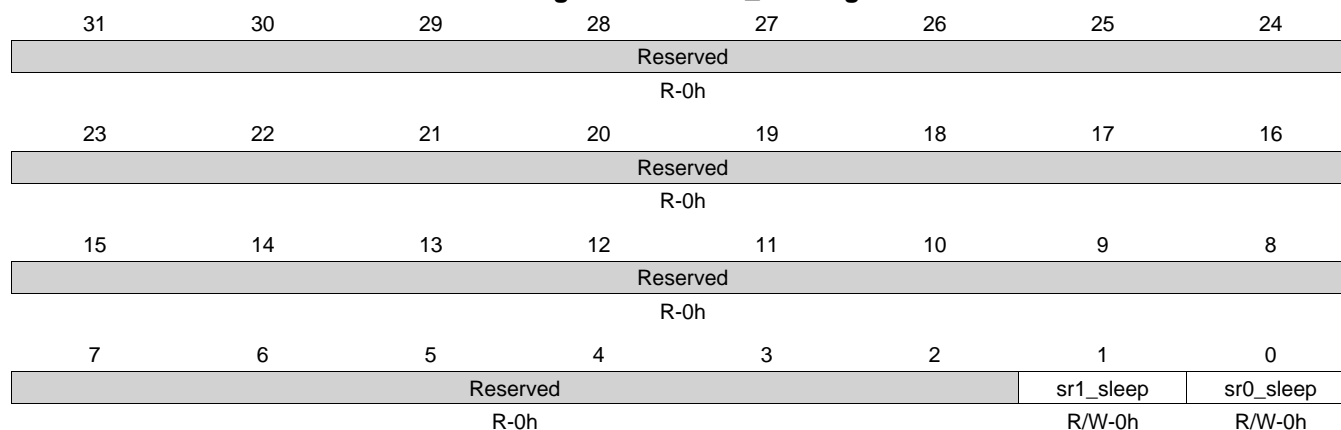 31 30 29 28 27 26 25 24
Reserved
R-0h
23 22 21 20 19 18 17 16
Reserved
R-0h
15 14 13 12 11 10 9 8
Reserved
R-0h
7 6 5 4 3 2 1 0
Reserved sr1_sleep sr0_sleep
R-0h R/W-0h R/W-0h